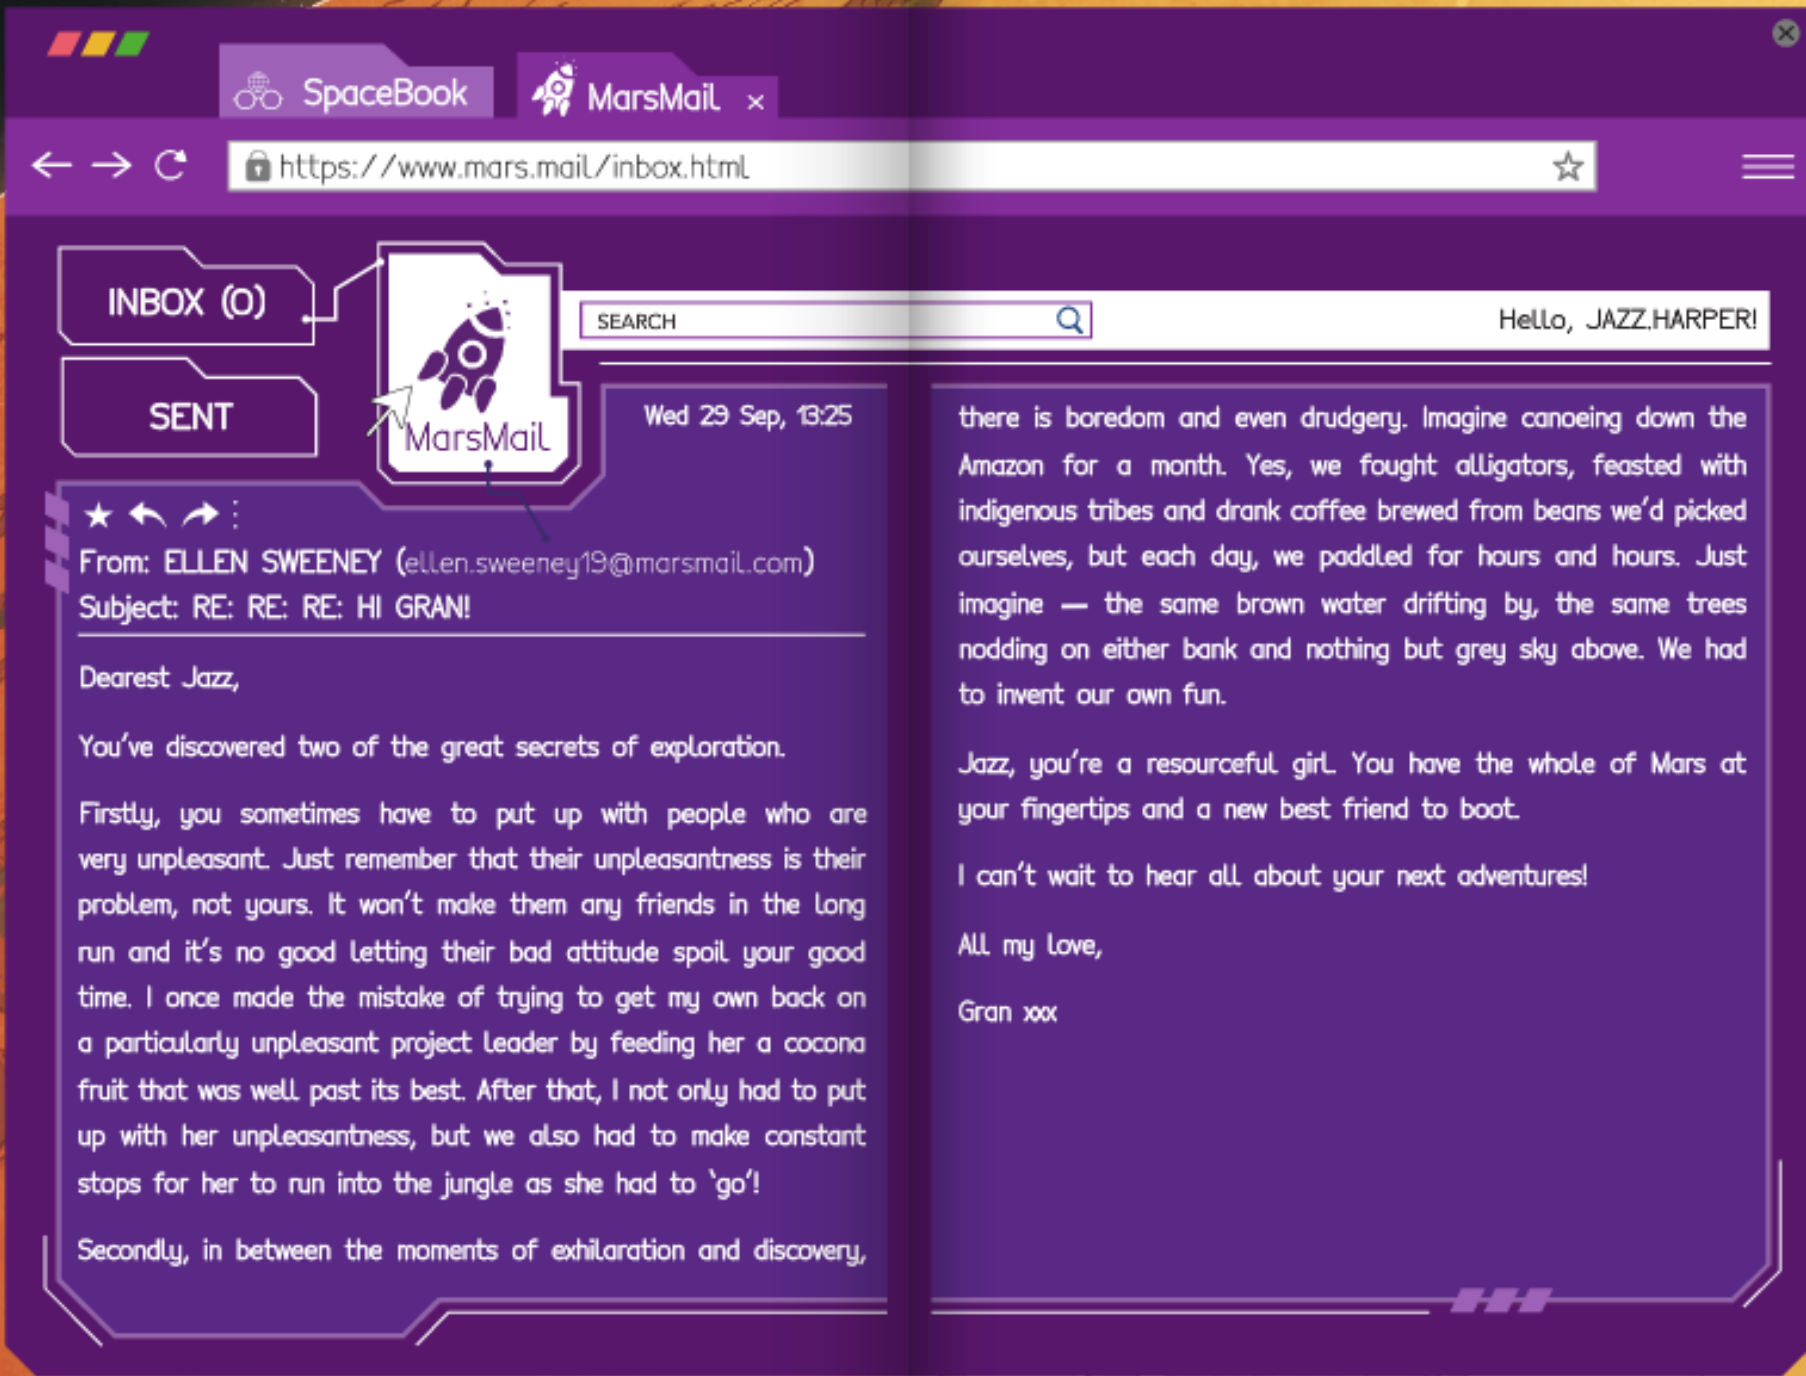 SpaceBook
MarsMail ×
https://www.mars.mail/inbox.html
INBOX (0)
SENT
MarsMail
SEARCH
Hello, JAZZ.HARPER!
Wed 29 Sep, 13:25
From: ELLEN SWEENEY (ellen.sweeney19@marsmail.com)
Subject: RE: RE: RE: HI GRAN!
Dearest Jazz,
You've discovered two of the great secrets of exploration.
Firstly, you sometimes have to put up with people who are
very unpleasant. Just remember that their unpleasantness is their
problem, not yours. It won't make them any friends in the long
run and it's no good letting their bad attitude spoil your good
time. I once made the mistake of trying to get my own back on
a particularly unpleasant project leader by feeding her a cocona
fruit that was well past its best. After that, I not only had to put
up with her unpleasantness, but we also had to make constant
stops for her to run into the jungle as she had to 'go'!
Secondly, in between the moments of exhilaration and discovery,
there is boredom and even drudgery. Imagine canoeing down the
Amazon for a month. Yes, we fought alligators, feasted with
indigenous tribes and drank coffee brewed from beans we'd picked
ourselves, but each day, we paddled for hours and hours. Just
imagine — the same brown water drifting by, the same trees
nodding on either bank and nothing but grey sky above. We had
to invent our own fun.
Jazz, you're a resourceful girl. You have the whole of Mars at
your fingertips and a new best friend to boot.
I can't wait to hear all about your next adventures!
All my love,
Gran xxx